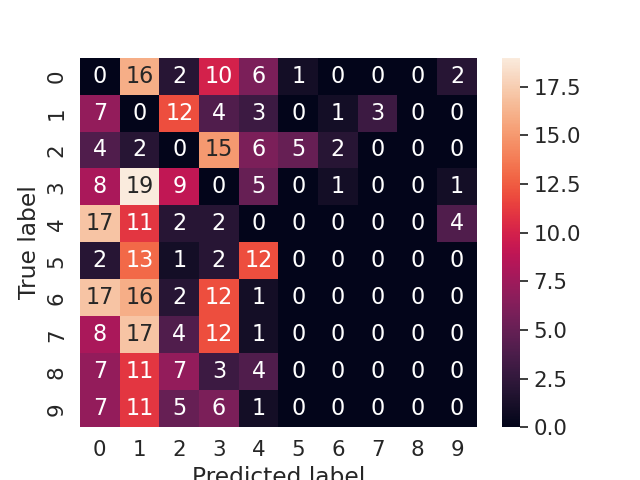 0 0 16 2 10 6 1 0 0 0 2
1 7 0 12 4 3 0 1 3 0 0
2 4 2 0 15 6 5 2 0 0 0
3 8 19 9 0 5 0 1 0 0 1
4 17 11 2 2 0 0 0 0 0 4
5 2 13 1 2 12 0 0 0 0 0
6 17 16 2 12 1 0 0 0 0 0
7 8 17 4 12 1 0 0 0 0 0
8 7 11 7 3 4 0 0 0 0 0
9 7 11 5 6 1 0 0 0 0 0
0 1 2 3 4 5 6 7 8 9
True label
Predicted label
17.5
15.0
12.5
10.0
7.5
5.0
2.5
0.0